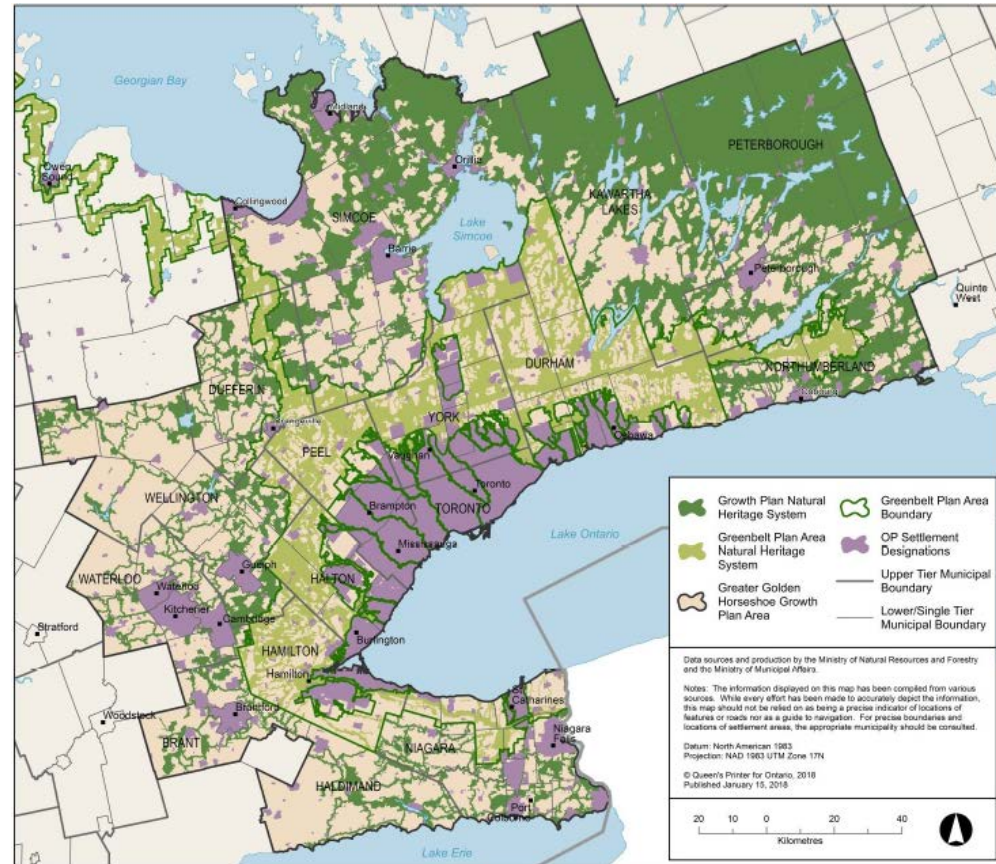 Georgian Bay
Midland
PETERBOROUGH
Owen
Sound
Orillia
KAWARTHA
LAKES
Collingwood
SIMCOE
Lake
Simcoe
Barrie
Peterborough
Quinte
West
DURHAM
NORTHUMBERLAND
DUFFERIN
Cobourg
Orangeville
YORK
PEEL
Oshawa
Vaughan
WELLINGTON
Toronto
Brampton
TORONTO
Lake Ontario
Mississauga
Guelph
HALTON
WATERLOO
Waterloo
Kitchener
Cambridge
Stratford
Burlington
HAMILTON
Hamilton
St.
Catharines
Woodstock
Brantford
Niagara
Falls
BRANT
NIAGARA
HALDIMAND
Port
Colborne
Lake Erie
Growth Plan Natural
Heritage System
Greenbelt Plan Area
Natural Heritage
System
Greater Golden
Horseshoe Growth
Plan Area
Greenbelt Plan Area
Boundary
OP Settlement
Designations
Upper Tier Municipal
Boundary
Lower/Single Tier
Municipal Boundary
Data sources and production by the Ministry of Natural Resources and Forestry
and the Ministry of Municipal Affairs.
Notes: The information displayed on this map has been compiled from various
sources. While every effort has been made to accurately depict the information,
this map should not be relied on as being a precise indicator of locations of
features or roads nor as a guide to navigation. For precise boundaries and
locations of settlement areas, the appropriate municipality should be consulted.
Datum: North American 1983
Projection: NAD 1983 UTM Zone 17N
© Queen's Printer for Ontario, 2018
Published January 15, 2018
20 10 0 20 40
Kilometres